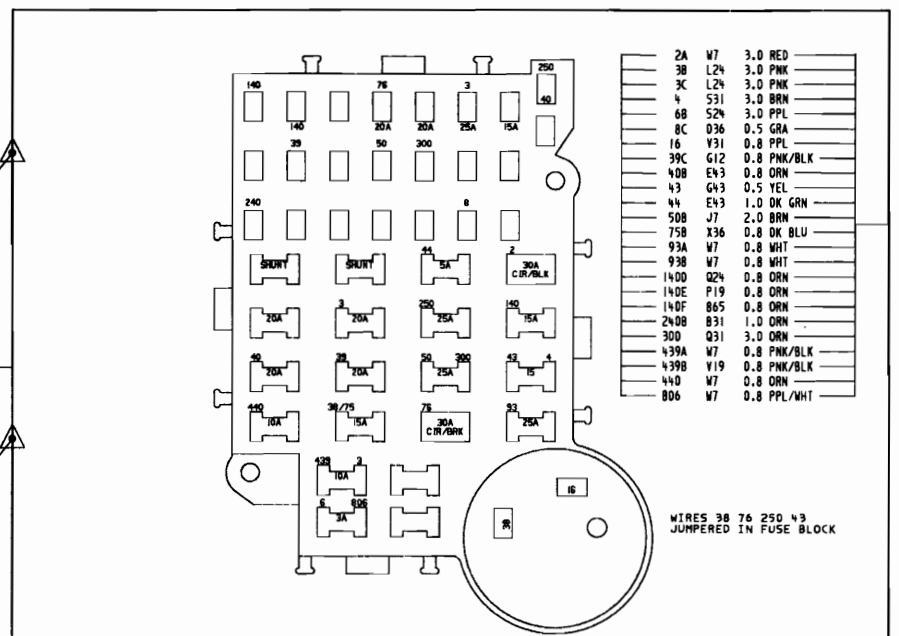 250
140 76 3
40
140 20A 20A 25A 15A
39 50 300
240 8
44 2
SHUNT SHUNT 5A 30A
CIR/BLK
3 250 140
20A 20A 25A 15A
40 39 50 300 43 4
20A 20A 25A 15
440 38/75 76 93
10A 15A 30A 25A
CIR/BRK
439 3
10A
6 806
3A
16
38
2A W7 3.0 RED
3B L24 3.0 PNK
3C L24 3.0 PNK
4 S31 3.0 BRN
6B S24 3.0 PPL
8C D36 0.5 GRA
16 V31 0.8 PPL
39C G12 0.8 PNK/BLK
40B E43 0.8 ORN
43 G43 0.5 YEL
44 E43 1.0 DK GRN
50B J7 2.0 BRN
75B X36 0.8 DK BLU
93A W7 0.8 WHT
93B W7 0.8 WHT
140D Q24 0.8 ORN
140E P19 0.8 ORN
140F B65 0.8 ORN
240B B31 1.0 ORN
300 Q31 3.0 ORN
439A W7 0.8 PNK/BLK
439B V19 0.8 PNK/BLK
440 W7 0.8 ORN
806 W7 0.8 PPL/WHT
WIRES 38 76 250 43
JUMPERED IN FUSE BLOCK